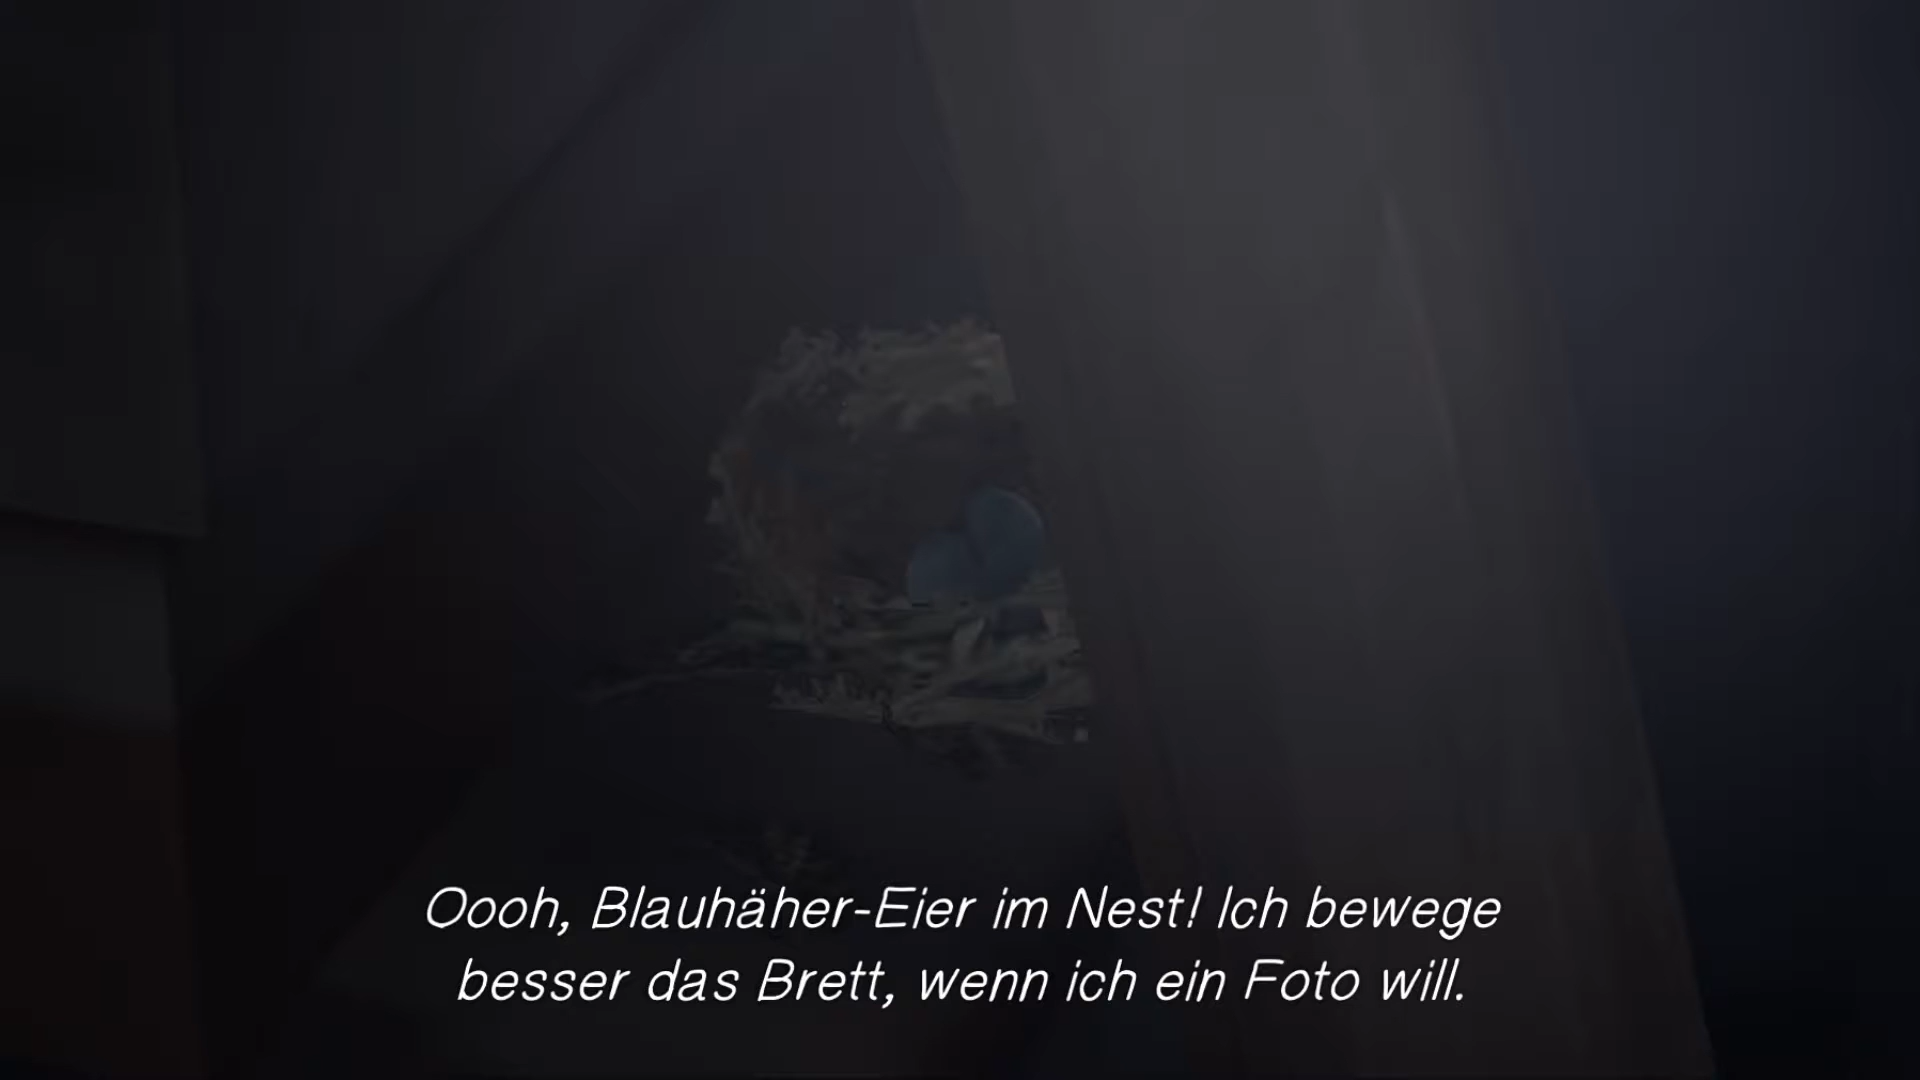 Oooh, Blauhäher-Eier im Nest! Ich bewege
besser das Brett, wenn ich ein Foto will.